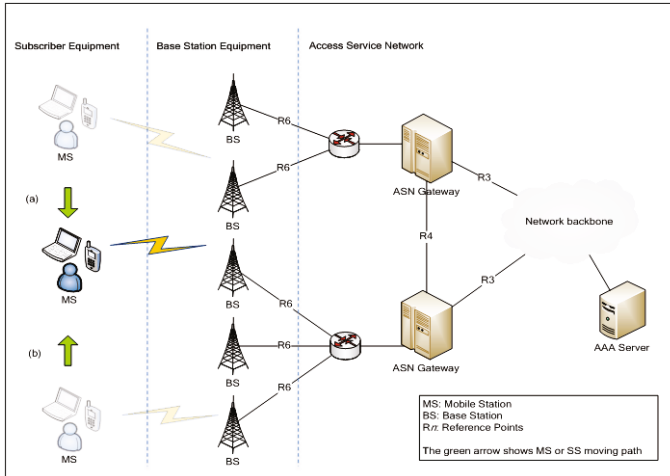 Subscriber Equipment
Base Station Equipment
Access Service Network
MS
(a)
MS
(b)
MS
BS
BS
BS
BS
BS
R6
R6
R6
R6
R6
ASN Gateway
R3
R4
Network backbone
R3
ASN Gateway
AAA Server
MS: Mobile Station
BS: Base Station
Rn: Reference Points
The green arrow shows MS or SS moving path